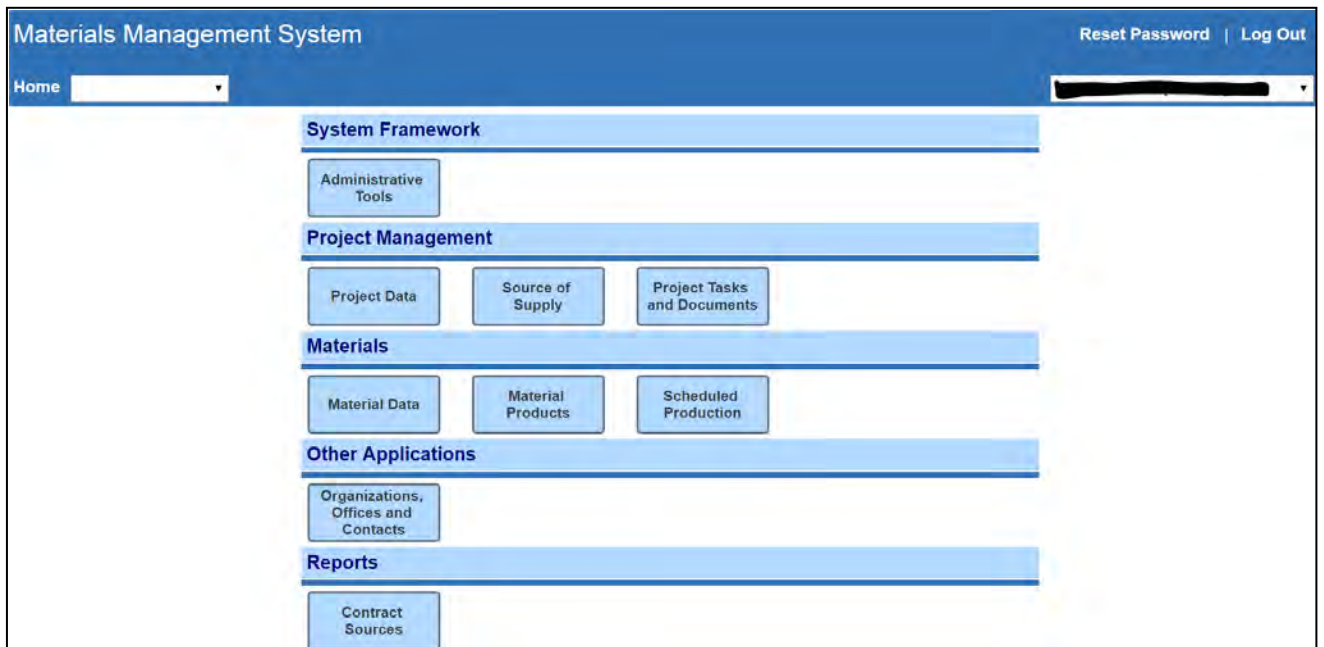 Materials Management System
Reset Password | Log Out
Home
System Framework
Administrative
Tools
Project Management
Project Data
Source of
Supply
Project Tasks
and Documents
Materials
Material Data
Material
Products
Scheduled
Production
Other Applications
Organizations,
Offices and
Contacts
Reports
Contract
Sources